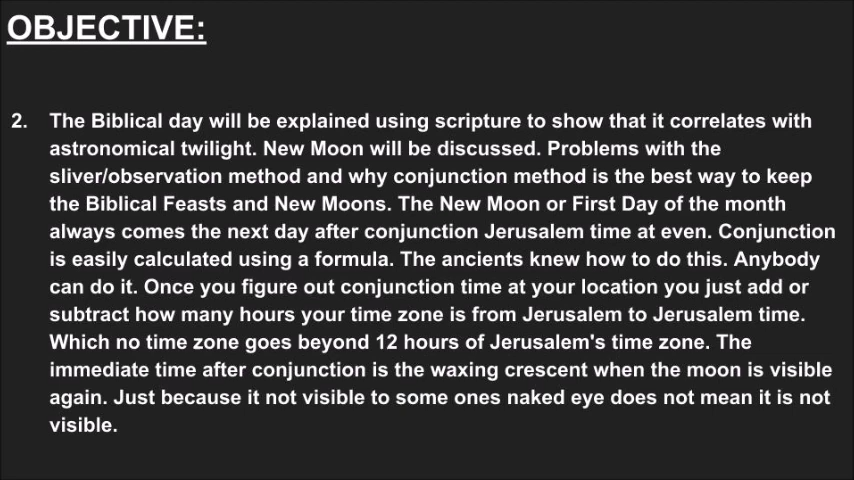 OBJECTIVE:
2. The Biblical day will be explained using scripture to show that it correlates with
astronomical twilight. New Moon will be discussed. Problems with the
sliver/observation method and why conjunction method is the best way to keep
the Biblical Feasts and New Moons. The New Moon or First Day of the month
always comes the next day after conjunction Jerusalem time at even. Conjunction
is easily calculated using a formula. The ancients knew how to do this. Anybody
can do it. Once you figure out conjunction time at your location you just add or
subtract how many hours your time zone is from Jerusalem to Jerusalem time.
Which no time zone goes beyond 12 hours of Jerusalem's time zone. The
immediate time after conjunction is the waxing crescent when the moon is visible
again. Just because it not visible to some ones naked eye does not mean it is not
visible.